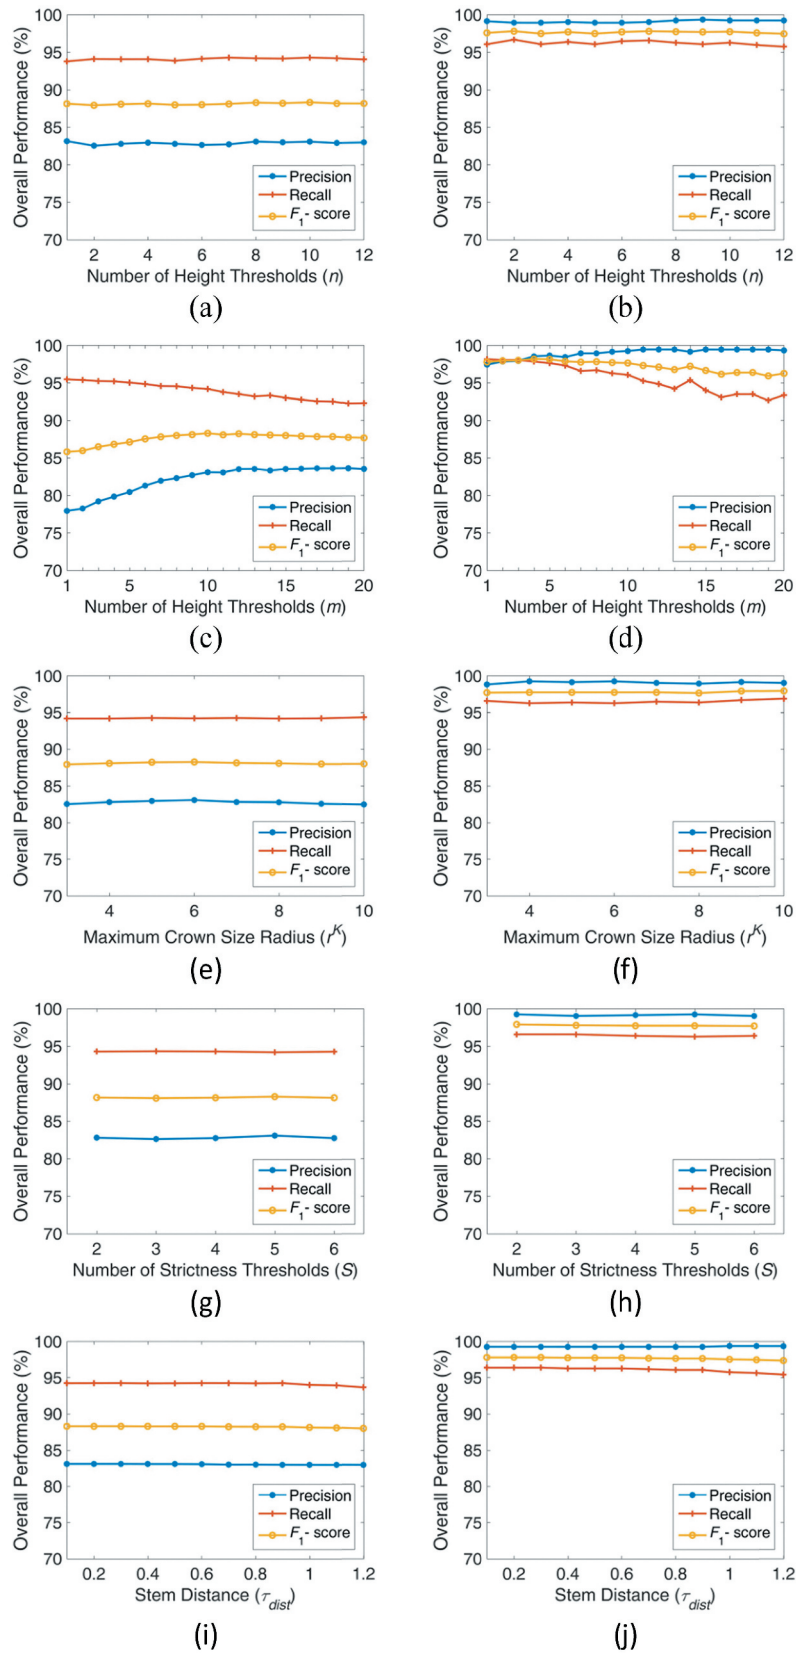 Overall Performance (%)
100
95
90
85
80
75
70
Precision
Recall
F1- score
2 4 6 8 10 12
Number of Height Thresholds (n)
(a)
Overall Performance (%)
100
95
90
85
80
75
70
Precision
Recall
F1- score
2 4 6 8 10 12
Number of Height Thresholds (n)
(b)
Overall Performance (%)
100
95
90
85
80
75
70
Precision
Recall
F1- score
1 5 10 15 20
Number of Height Thresholds (m)
(c)
Overall Performance (%)
100
95
90
85
80
75
70
Precision
Recall
F1- score
1 5 10 15 20
Number of Height Thresholds (m)
(d)
Overall Performance (%)
100
95
90
85
80
75
70
Precision
Recall
F1- score
4 6 8 10
Maximum Crown Size Radius (r^K)
(e)
Overall Performance (%)
100
95
90
85
80
75
70
Precision
Recall
F1- score
4 6 8 10
Maximum Crown Size Radius (r^K)
(f)
Overall Performance (%)
100
95
90
85
80
75
70
Precision
Recall
F1- score
2 3 4 5 6
Number of Strictness Thresholds (S)
(g)
Overall Performance (%)
100
95
90
85
80
75
70
Precision
Recall
F1- score
2 3 4 5 6
Number of Strictness Thresholds (S)
(h)
Overall Performance (%)
100
95
90
85
80
75
70
Precision
Recall
F1- score
0.2 0.4 0.6 0.8 1 1.2
Stem Distance (τdist)
(i)
Overall Performance (%)
100
95
90
85
80
75
70
Precision
Recall
F1- score
0.2 0.4 0.6 0.8 1 1.2
Stem Distance (τdist)
(j)